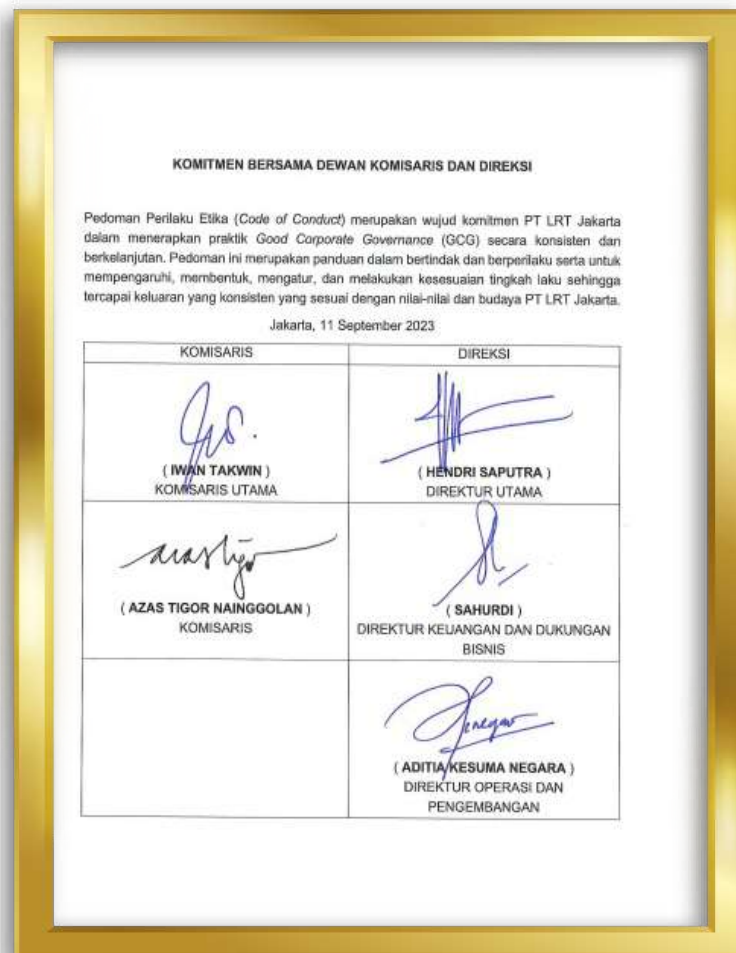 KOMITMEN BERSAMA DEWAN KOMISARIS DAN DIREKSI
Pedoman Perilaku Etika (Code of Conduct) merupakan wujud komitmen PT LRT Jakarta
dalam menerapkan praktik Good Corporate Governance (GCG) secara konsisten dan
berkelanjutan. Pedoman ini merupakan panduan dalam bertindak dan berperilaku serta untuk
mempengaruhi, membentuk, mengatur, dan melakukan kesesuaian tingkah laku sehingga
tercapai keluaran yang konsisten yang sesuai dengan nilai-nilai dan budaya PT LRT Jakarta.
Jakarta, 11 September 2023
KOMISARIS DIREKSI
( IWAN TAKWIN ) ( HENDRI SAPUTRA )
KOMISARIS UTAMA DIREKTUR UTAMA
( AZAS TIGOR NAINGGOLAN ) ( SAHURDI )
KOMISARIS DIREKTUR KEUANGAN DAN DUKUNGAN
BISNIS
( ADITIA KESUMA NEGARA )
DIREKTUR OPERASI DAN
PENGEMBANGAN